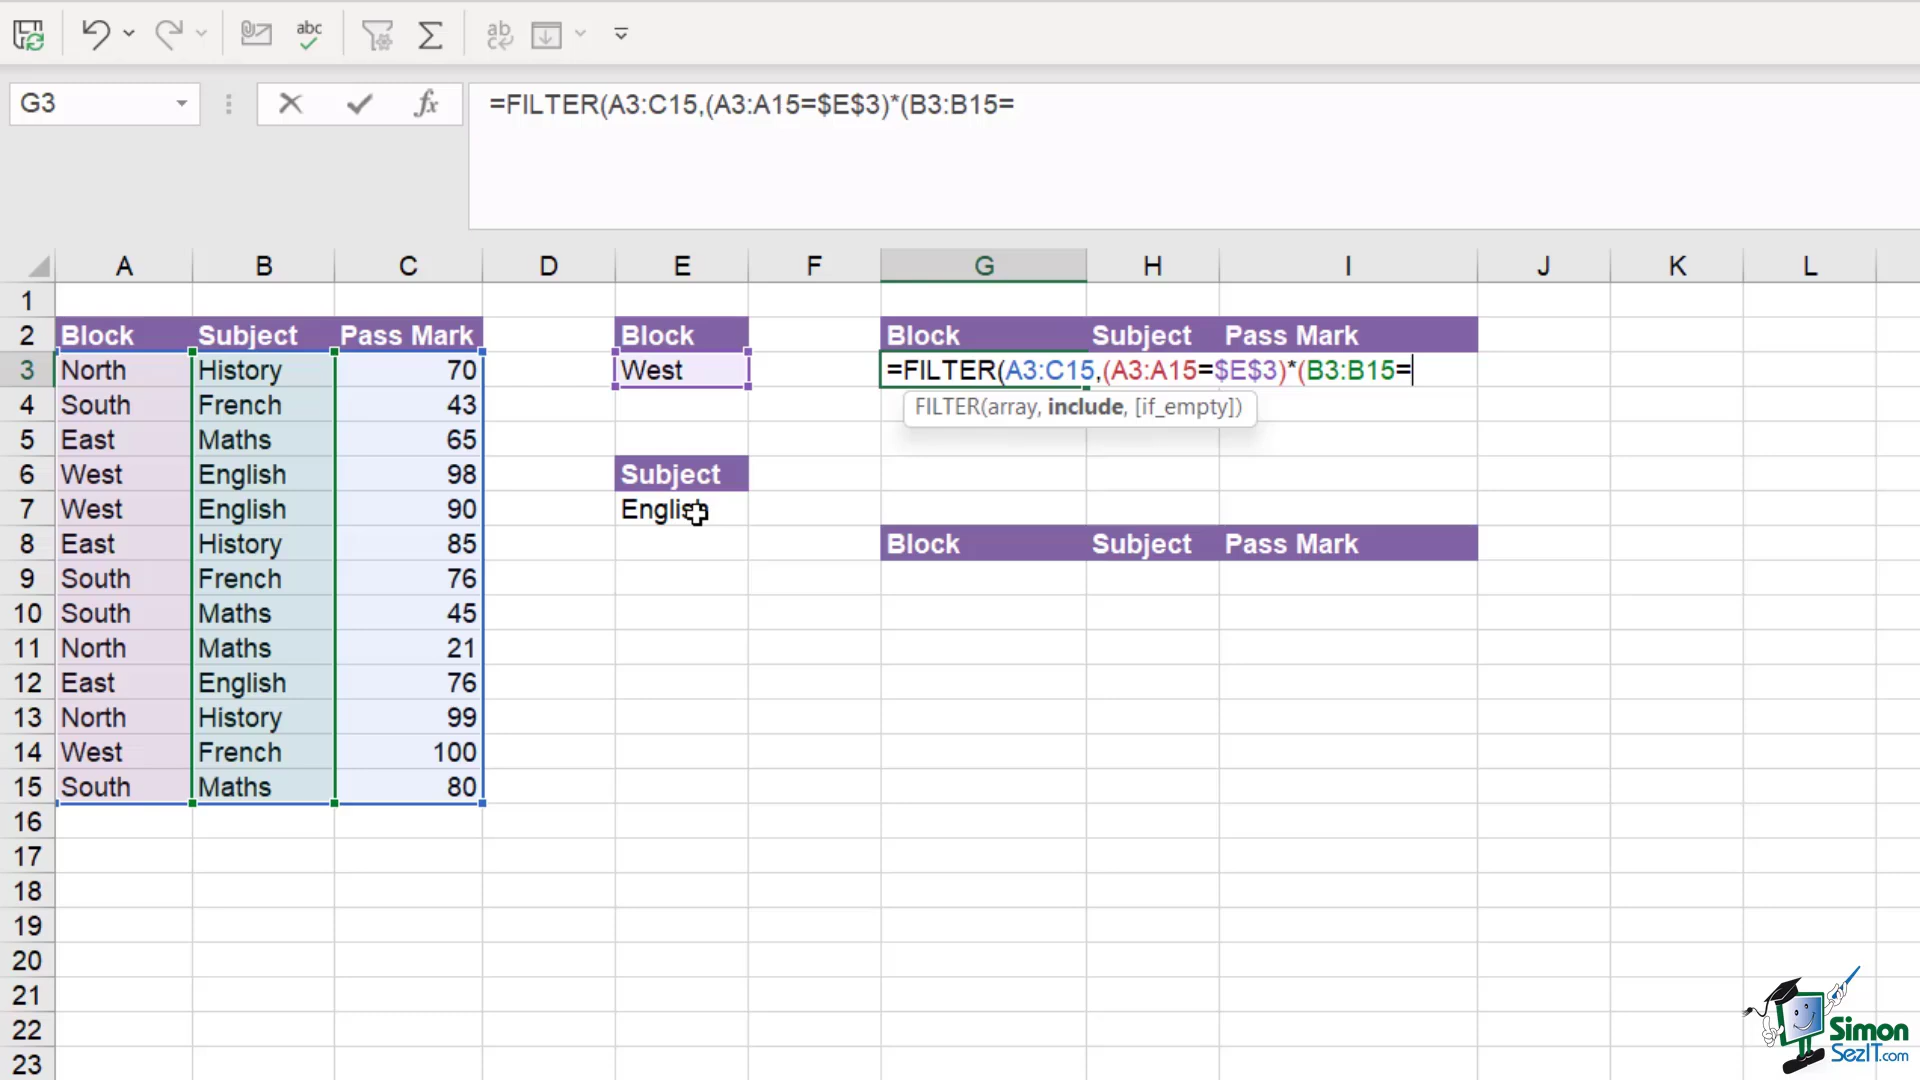 abc
ab
G3
fx
=FILTER(A3:C15,(A3:A15=$E$3)*(B3:B15=
A B C D E F G H I J K L
1
2 Block Subject Pass Mark Block Block Subject Pass Mark
3 North History 70 West =FILTER(A3:C15,(A3:A15=$E$3)*(B3:B15=
FILTER(array, include, [if_empty])
4 South French 43
5 East Maths 65
6 West English 98 Subject
7 West English 90 English
8 East History 85 Block Subject Pass Mark
9 South French 76
10 South Maths 45
11 North Maths 21
12 East English 76
13 North History 99
14 West French 100
15 South Maths 80
16
17
18
19
20
21
22
23
Simon
SezIT.com